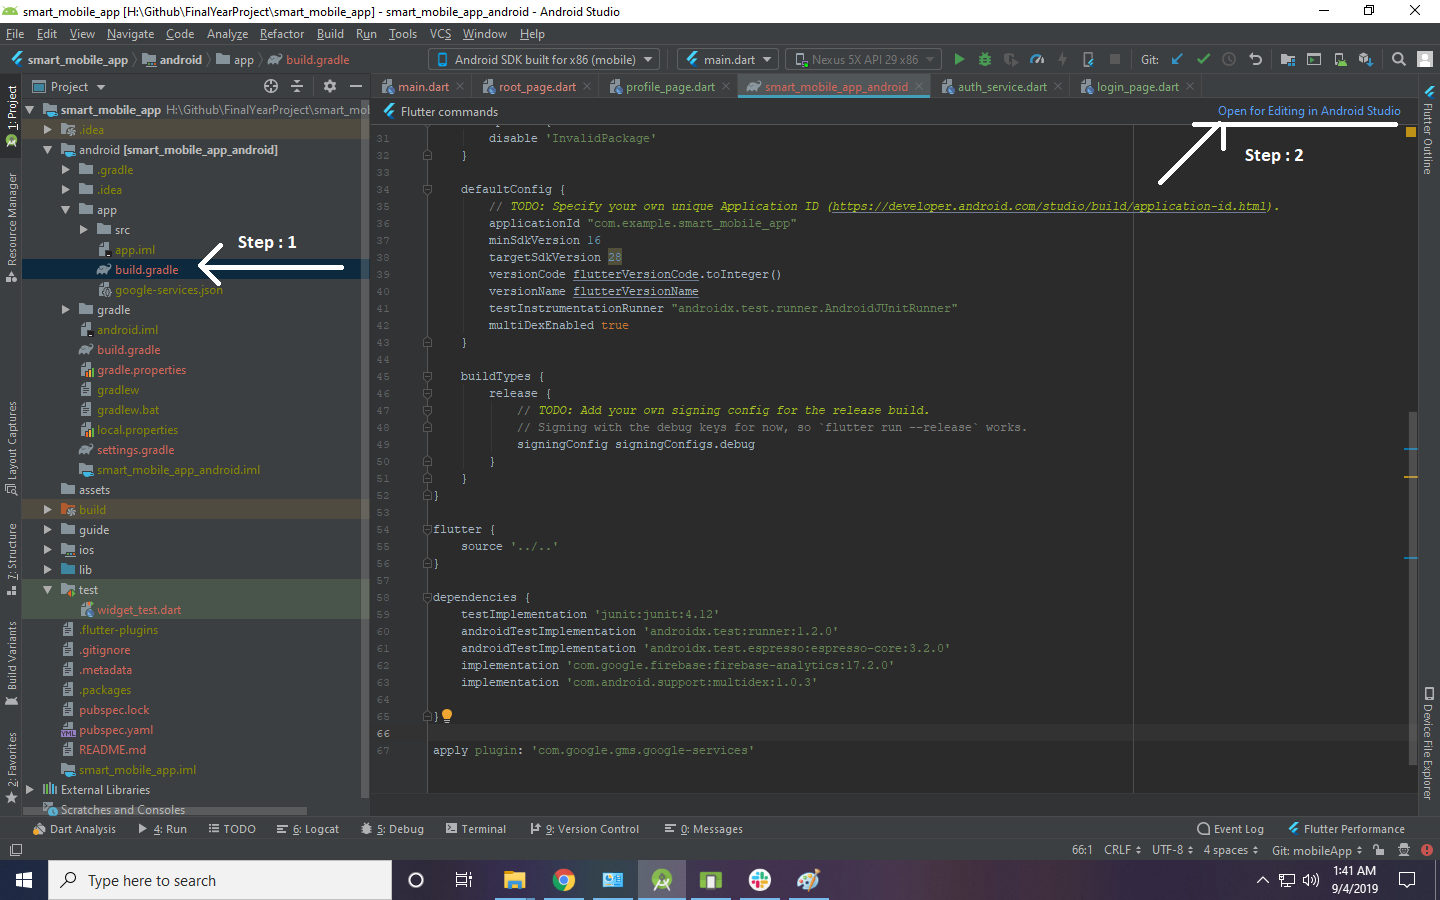 smart_mobile_app [H:\Github\FinalYearProject\smart_mobile_app] - smart_mobile_app_android - Android Studio
File Edit View Navigate Code Analyze Refactor Build Run Tools VCS Window Help
smart_mobile_app android app build.gradle Android SDK built for x86 (mobile) main.dart Nexus 5X API 29 x86 Git:
Project main.dart root_page.dart profile_page.dart smart_mobile_app_android auth_service.dart login_page.dart
Flutter commands Open for Editing in Android Studio
Step : 2
Step : 1
1: Project
Resource Manager
Layout Captures
7: Structure
Build Variants
2: Favorites
smart_mobile_app H:\Github\FinalYearProject\smart_mobil
.idea
android [smart_mobile_app_android]
.gradle
.idea
app
src
app.iml
build.gradle
google-services.json
gradle
android.iml
build.gradle
gradle.properties
gradlew
gradlew.bat
local.properties
settings.gradle
smart_mobile_app_android.iml
assets
build
guide
ios
lib
test
widget_test.dart
.flutter-plugins
.gitignore
.metadata
.packages
pubspec.lock
pubspec.yaml
README.md
smart_mobile_app.iml
External Libraries
Scratches and Consoles
31 disable 'InvalidPackage'
32 }
33
34 defaultConfig {
35 // TODO: Specify your own unique Application ID (https://developer.android.com/studio/build/application-id.html).
36 applicationId "com.example.smart_mobile_app"
37 minSdkVersion 16
38 targetSdkVersion 28
39 versionCode flutterVersionCode.toInteger()
40 versionName flutterVersionName
41 testInstrumentationRunner "androidx.test.runner.AndroidJUnitRunner"
42 multiDexEnabled true
43 }
44
45 buildTypes {
46 release {
47 // TODO: Add your own signing config for the release build.
48 // Signing with the debug keys for now, so `flutter run --release` works.
49 signingConfig signingConfigs.debug
50 }
51 }
52 }
53
54 flutter {
55 source '../..'
56 }
57
58 dependencies {
59 testImplementation 'junit:junit:4.12'
60 androidTestImplementation 'androidx.test:runner:1.2.0'
61 androidTestImplementation 'androidx.test.espresso:espresso-core:3.2.0'
62 implementation 'com.google.firebase:firebase-analytics:17.2.0'
63 implementation 'com.android.support:multidex:1.0.3'
64
65 }
66
67 apply plugin: 'com.google.gms.google-services'
Flutter Outline
Device File Explorer
Dart Analysis 4: Run TODO 6: Logcat 5: Debug Terminal 9: Version Control 0: Messages Event Log Flutter Performance
66:1 CRLF UTF-8 4 spaces Git: mobileApp
Type here to search
1:41 AM
9/4/2019